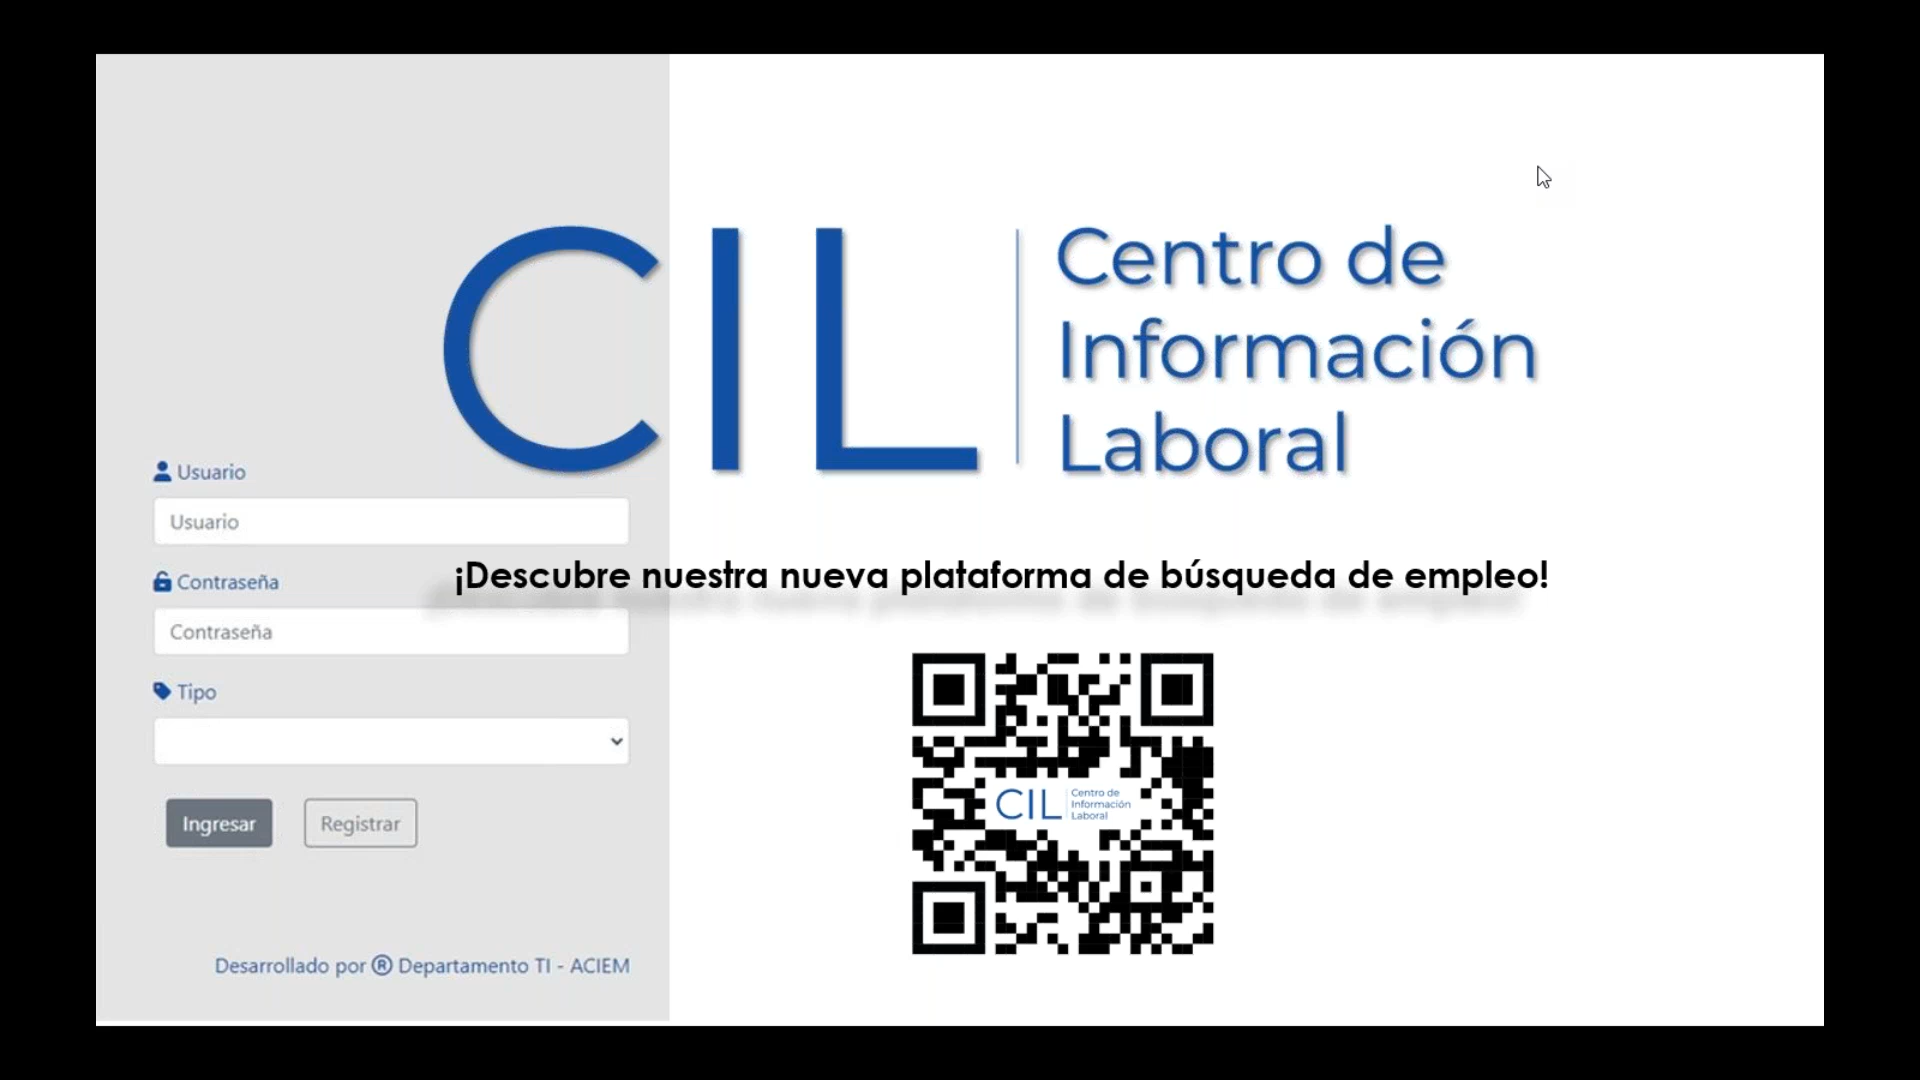 CIL
Centro de
Información
Laboral
Usuario
Usuario
Contraseña
Contraseña
Tipo
Ingresar
Registrar
Desarrollado por ® Departamento TI - ACIEM
¡Descubre nuestra nueva plataforma de búsqueda de empleo!
CIL
Centro de
Información
Laboral